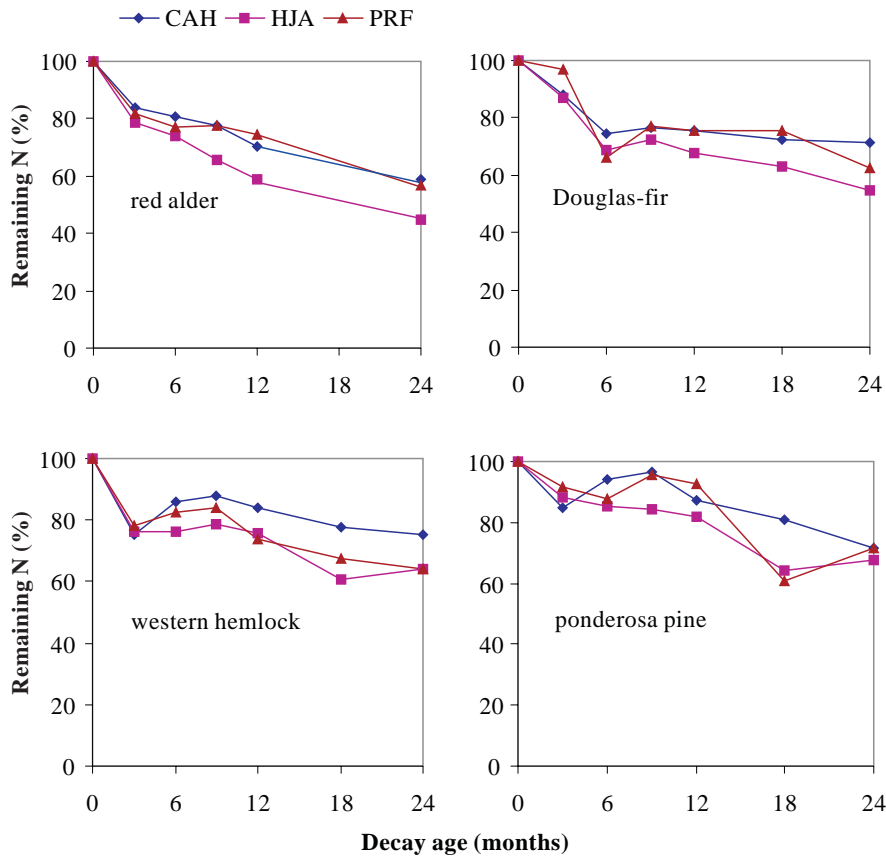 CAH HJA PRF
100
80
60
40
20
0
Remaining N (%)
red alder
0 6 12 18 24
100
80
60
40
20
0
Douglas-fir
0 6 12 18 24
100
80
60
40
20
0
Remaining N (%)
western hemlock
0 6 12 18 24
100
80
60
40
20
0
ponderosa pine
0 6 12 18 24
Decay age (months)